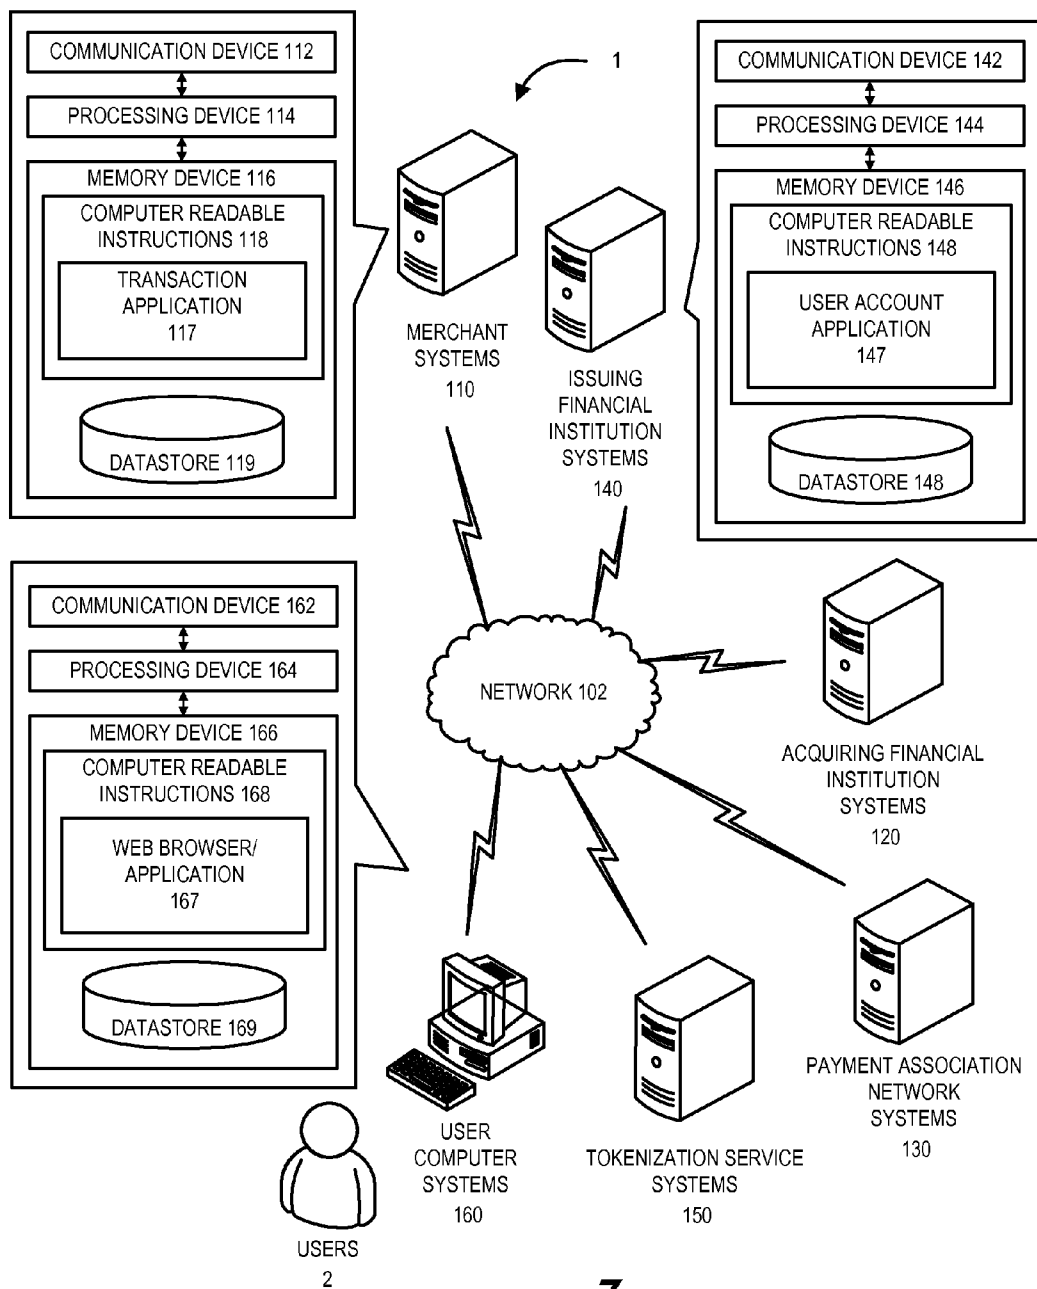 COMMUNICATION DEVICE 112
PROCESSING DEVICE 114
MEMORY DEVICE 116
COMPUTER READABLE
INSTRUCTIONS 118
TRANSACTION
APPLICATION
117
DATASTORE 119
1
MERCHANT
SYSTEMS
110
ISSUING
FINANCIAL
INSTITUTION
SYSTEMS
140
COMMUNICATION DEVICE 142
PROCESSING DEVICE 144
MEMORY DEVICE 146
COMPUTER READABLE
INSTRUCTIONS 148
USER ACCOUNT
APPLICATION
147
DATASTORE 148
COMMUNICATION DEVICE 162
PROCESSING DEVICE 164
MEMORY DEVICE 166
COMPUTER READABLE
INSTRUCTIONS 168
WEB BROWSER/
APPLICATION
167
DATASTORE 169
NETWORK 102
ACQUIRING FINANCIAL
INSTITUTION
SYSTEMS
120
PAYMENT ASSOCIATION
NETWORK
SYSTEMS
130
USER
COMPUTER
SYSTEMS
160
TOKENIZATION SERVICE
SYSTEMS
150
USERS
2